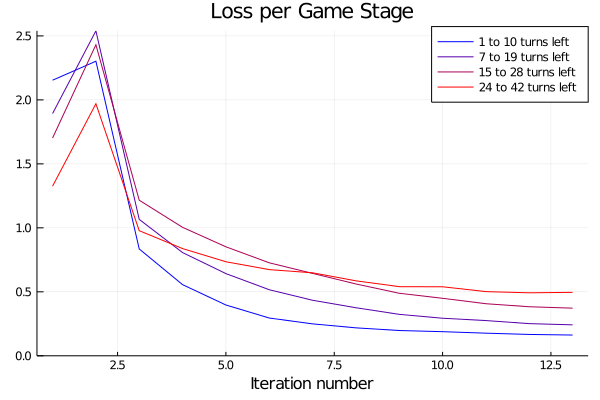 Loss per Game Stage
1 to 10 turns left
7 to 19 turns left
15 to 28 turns left
24 to 42 turns left
2.5
2.0
1.5
1.0
0.5
0.0
2.5 5.0 7.5 10.0 12.5
Iteration number